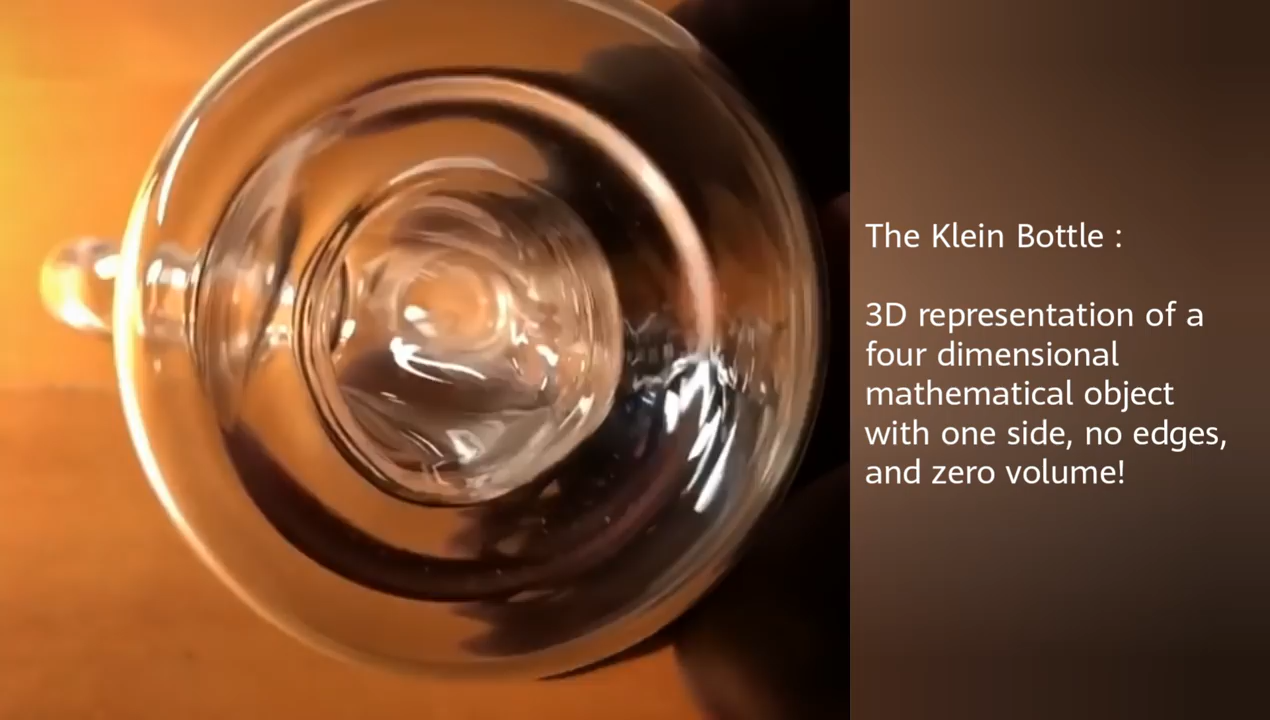 The Klein Bottle :
3D representation of a
four dimensional
mathematical object
with one side, no edges,
and zero volume!